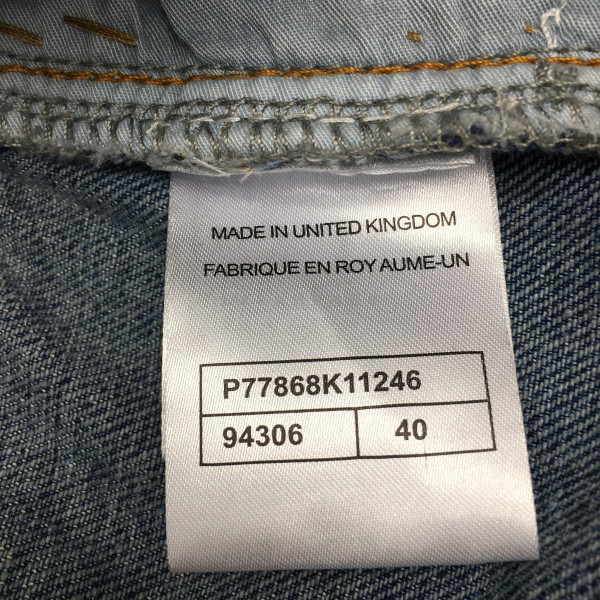 MADE IN UNITED KINGDOM
FABRIQUE EN ROY AUME-UN
P77868K11246
94306 40